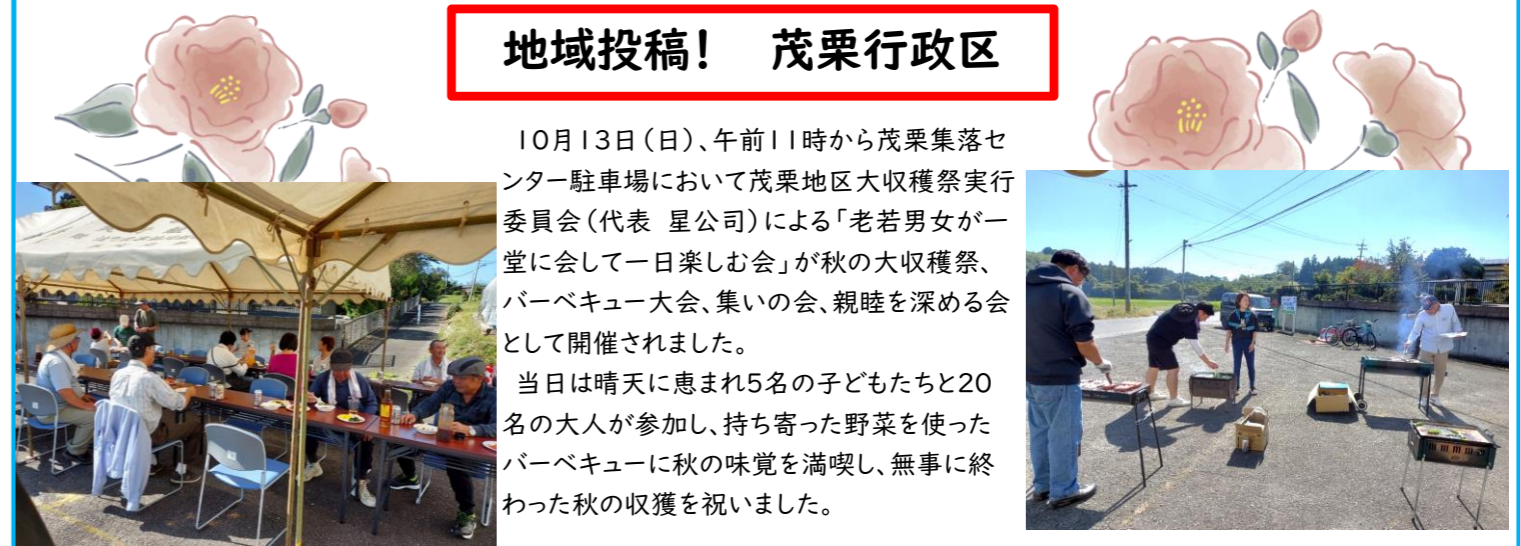 地域投稿!　茂栗行政区
10月13日(日)、午前11時から茂栗集落セ
ンター駐車場において茂栗地区大収穫祭実行
委員会(代表 星公司)による「老若男女が一
堂に会して一日楽しむ会」が秋の大収穫祭、
バーベキュー大会、集いの会、親睦を深める会
として開催されました。
当日は晴天に恵まれ5名の子どもたちと20
名の大人が参加し、持ち寄った野菜を使った
バーベキューに秋の味覚を満喫し、無事に終
わった秋の収獲を祝いました。